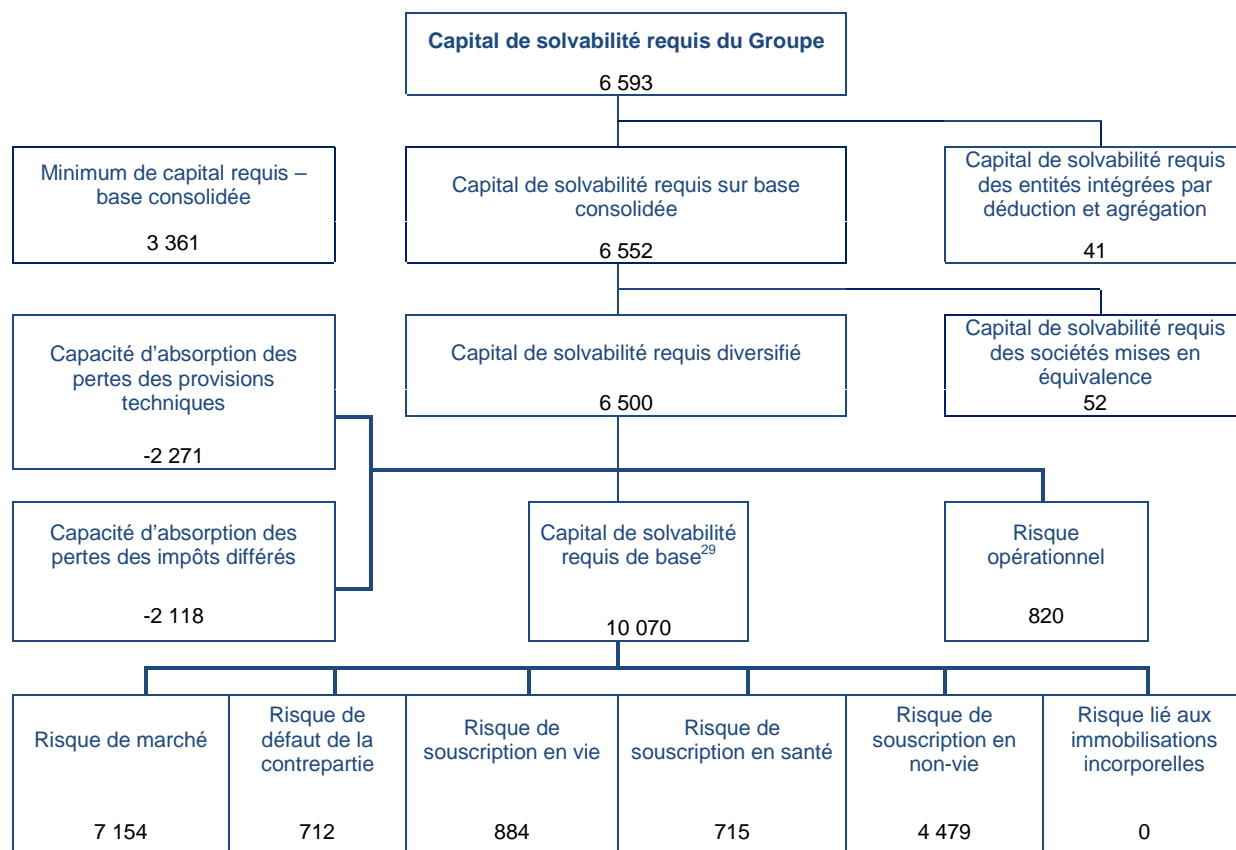 Capital de solvabilité requis du Groupe
6 593
Minimum de capital requis –
base consolidée
3 361
Capital de solvabilité requis sur base
consolidée
6 552
Capital de solvabilité requis
des entités intégrées par
déduction et agrégation
41
Capacité d'absorption des
pertes des provisions
techniques
-2 271
Capital de solvabilité requis diversifié
6 500
Capital de solvabilité requis
des sociétés mises en
équivalence
52
Capacité d'absorption des
pertes des impôts différés
-2 118
Capital de solvabilité
requis de base29
10 070
Risque
opérationnel
820
Risque de marché
7 154
Risque de
défaut de la
contrepartie
712
Risque de
souscription en vie
884
Risque de
souscription en santé
715
Risque de
souscription en
non-vie
4 479
Risque lié aux
immobilisations
incorporelles
0